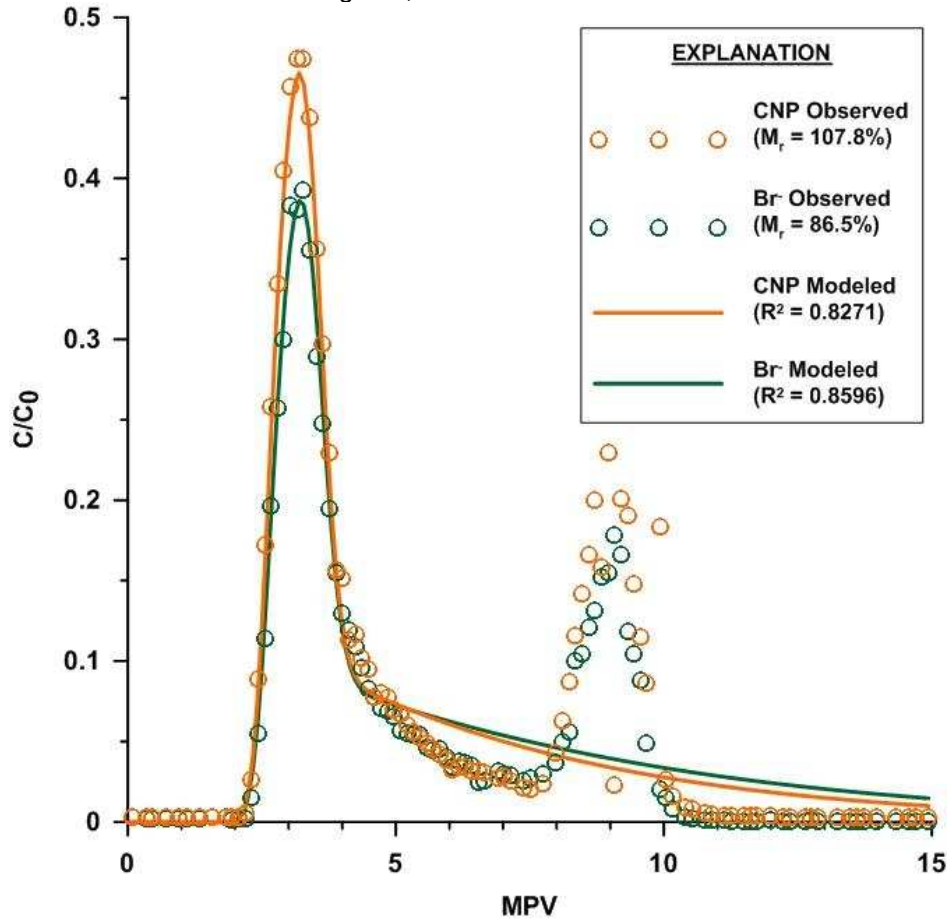 0.5
0.4
0.3
0.2
0.1
0
C/C0
0
5
10
15
MPV
EXPLANATION
CNP Observed
(Mr = 107.8%)
Br- Observed
(Mr = 86.5%)
CNP Modeled
(R² = 0.8271)
Br- Modeled
(R² = 0.8596)